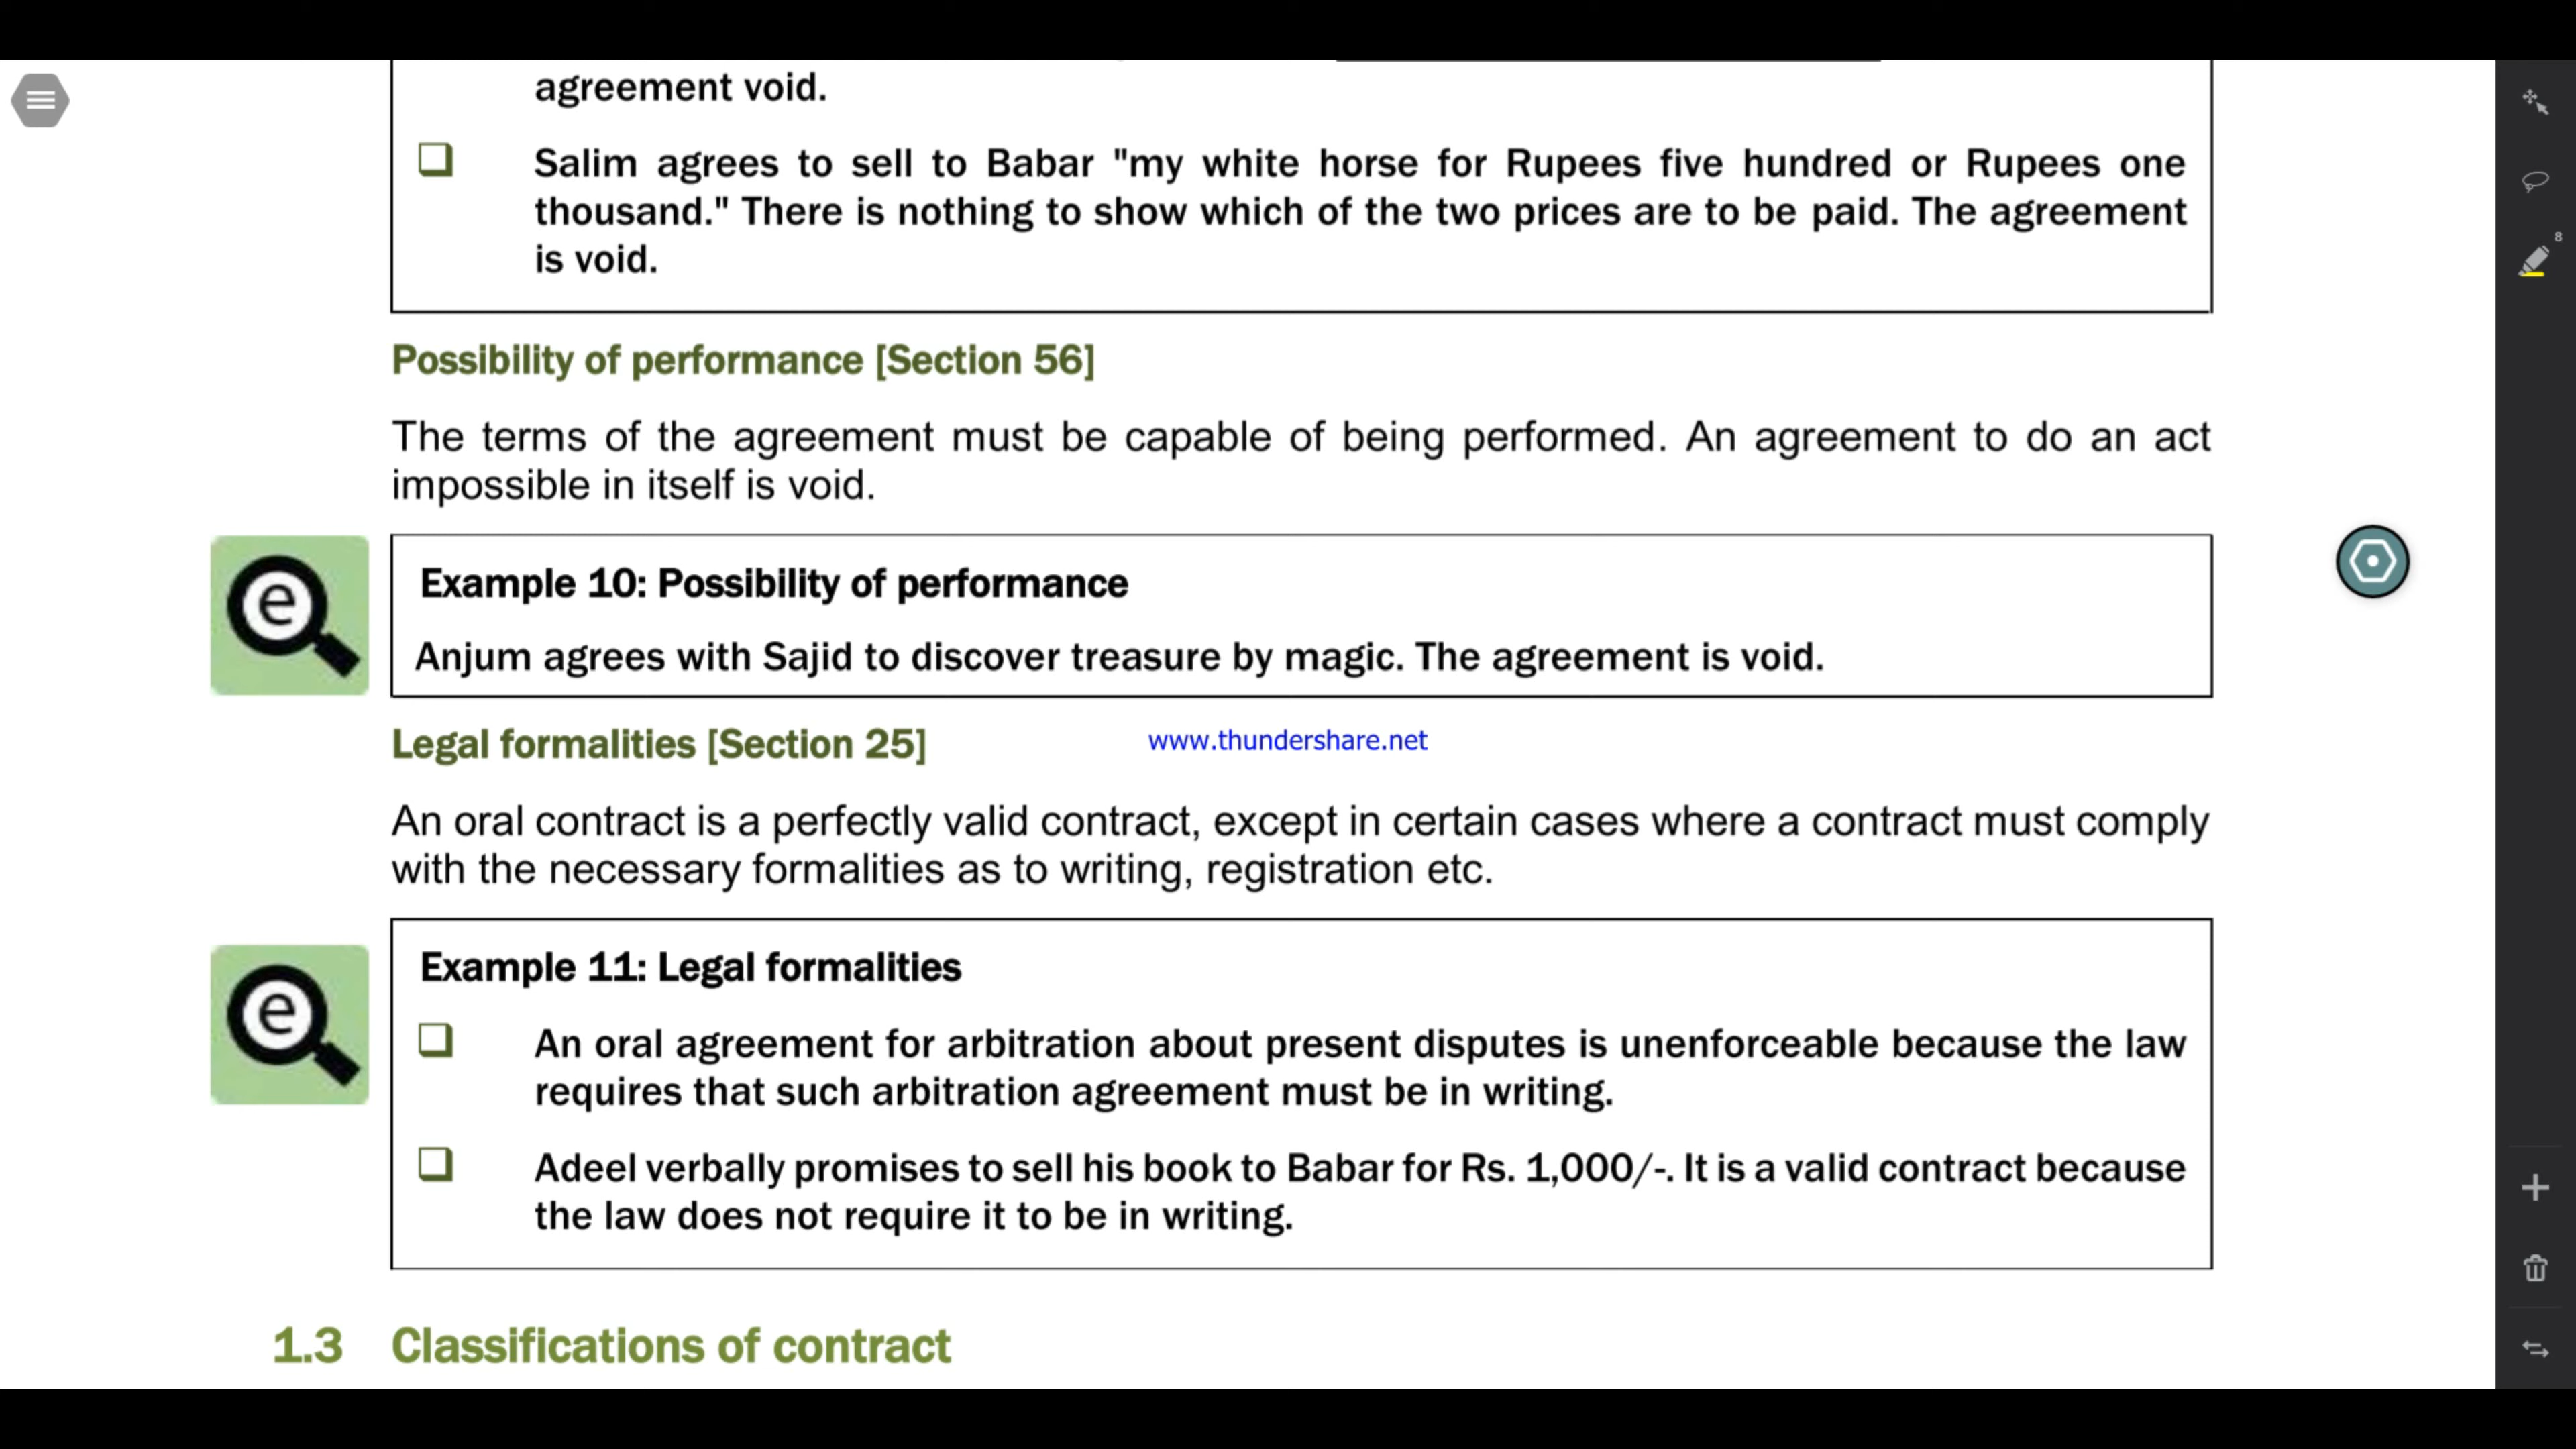 agreement void.
❑ Salim agrees to sell to Babar "my white horse for Rupees five hundred or Rupees one
thousand." There is nothing to show which of the two prices are to be paid. The agreement
is void.
Possibility of performance [Section 56]
The terms of the agreement must be capable of being performed. An agreement to do an act
impossible in itself is void.
e
Example 10: Possibility of performance
Anjum agrees with Sajid to discover treasure by magic. The agreement is void.
Legal formalities [Section 25]
www.thundershare.net
An oral contract is a perfectly valid contract, except in certain cases where a contract must comply
with the necessary formalities as to writing, registration etc.
e
Example 11: Legal formalities
❑ An oral agreement for arbitration about present disputes is unenforceable because the law
requires that such arbitration agreement must be in writing.
❑ Adeel verbally promises to sell his book to Babar for Rs. 1,000/-. It is a valid contract because
the law does not require it to be in writing.
1.3 Classifications of contract
8